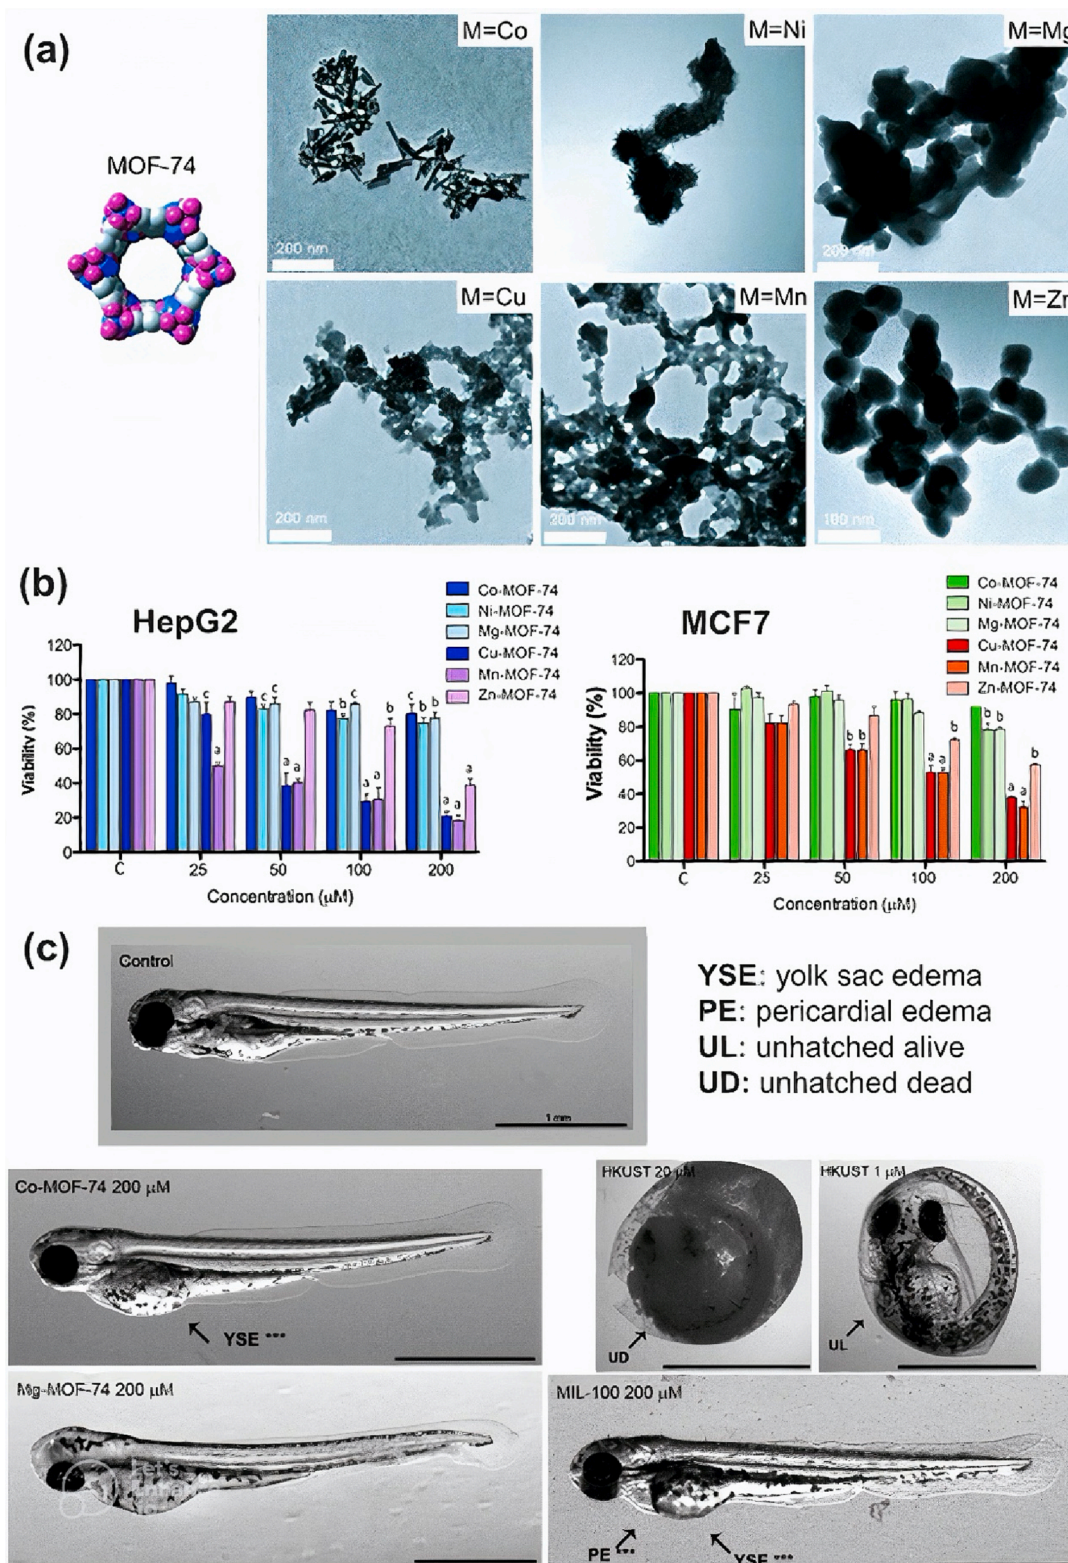 (a)
MOF-74
M=Co
M=Ni
M=Mg
200 nm
200 nm
M=Cu
M=Mn
M=Zn
200 nm
200 nm
100 nm
(b)
HepG2
Co-MOF-74
Ni-MOF-74
Mg-MOF-74
Cu-MOF-74
Mn-MOF-74
Zn-MOF-74
Viability (%)
120
100
80
60
40
20
0
c
c
a
c
c
a
a
b
c
a
a
b
c
b
b
a
a
a
C
25
50
100
200
Concentration (µM)
MCF7
Co-MOF-74
Ni-MOF-74
Mg-MOF-74
Cu-MOF-74
Mn-MOF-74
Zn-MOF-74
Viability (%)
120
100
80
60
40
20
0
b
b
a
a
b
b
b
a
a
b
C
25
50
100
200
Concentration (µM)
(c)
Control
1 mm
YSE: yolk sac edema
PE: pericardial edema
UL: unhatched alive
UD: unhatched dead
Co-MOF-74 200 µM
YSE ***
HKUST 20 µM
UD
HKUST 1 µM
UL
Mg-MOF-74 200 µM
Let's
MIL-100 200 µM
PE ***
YSE ***